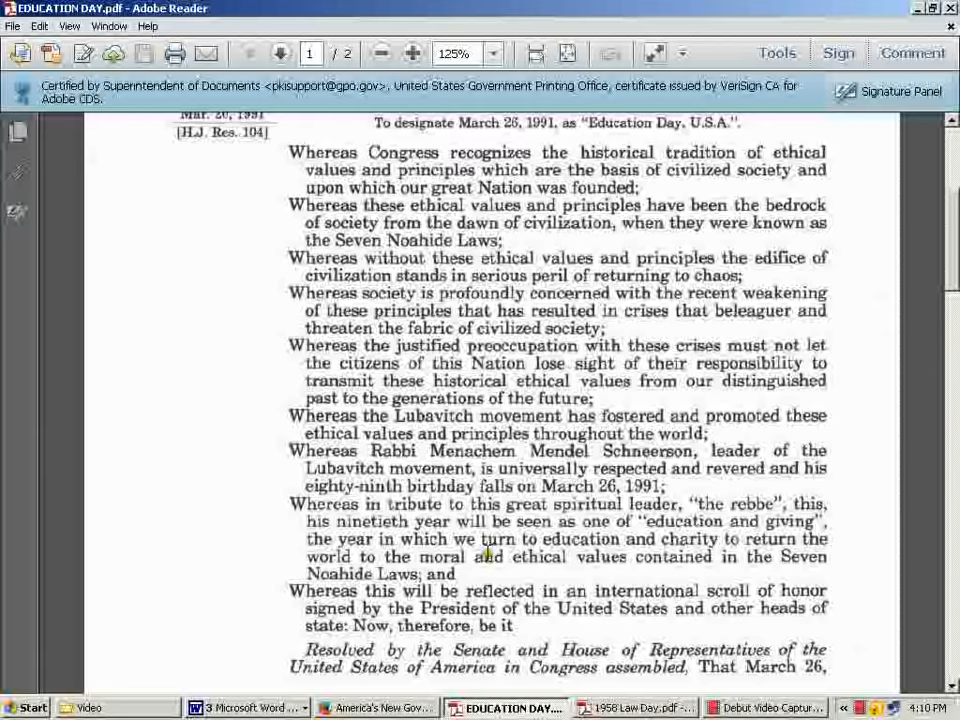 EDUCATION DAY.pdf - Adobe Reader
File Edit View Window Help
1 / 2 125% Tools Sign Comment
Certified by Superintendent of Documents <pkisupport@gpo.gov>, United States Government Printing Office, certificate issued by VeriSign CA for
Adobe CDS.
Signature Panel
Mar. 20, 1991
[H.J. Res. 104]
To designate March 26, 1991, as "Education Day, U.S.A.".
Whereas Congress recognizes the historical tradition of ethical
values and principles which are the basis of civilized society and
upon which our great Nation was founded;
Whereas these ethical values and principles have been the bedrock
of society from the dawn of civilization, when they were known as
the Seven Noahide Laws;
Whereas without these ethical values and principles the edifice of
civilization stands in serious peril of returning to chaos;
Whereas society is profoundly concerned with the recent weakening
of these principles that has resulted in crises that beleaguer and
threaten the fabric of civilized society;
Whereas the justified preoccupation with these crises must not let
the citizens of this Nation lose sight of their responsibility to
transmit these historical ethical values from our distinguished
past to the generations of the future;
Whereas the Lubavitch movement has fostered and promoted these
ethical values and principles throughout the world;
Whereas Rabbi Menachem Mendel Schneerson, leader of the
Lubavitch movement, is universally respected and revered and his
eighty-ninth birthday falls on March 26, 1991;
Whereas in tribute to this great spiritual leader, "the rebbe", this,
his ninetieth year will be seen as one of "education and giving",
the year in which we turn to education and charity to return the
world to the moral and ethical values contained in the Seven
Noahide Laws; and
Whereas this will be reflected in an international scroll of honor
signed by the President of the United States and other heads of
state: Now, therefore, be it
Resolved by the Senate and House of Representatives of the
United States of America in Congress assembled, That March 26,
Start Video 3 Microsoft Word ... America's New Gov... EDUCATION DAY.... 1958 Law Day.pdf -... Debut Video Captur... « 4:10 PM